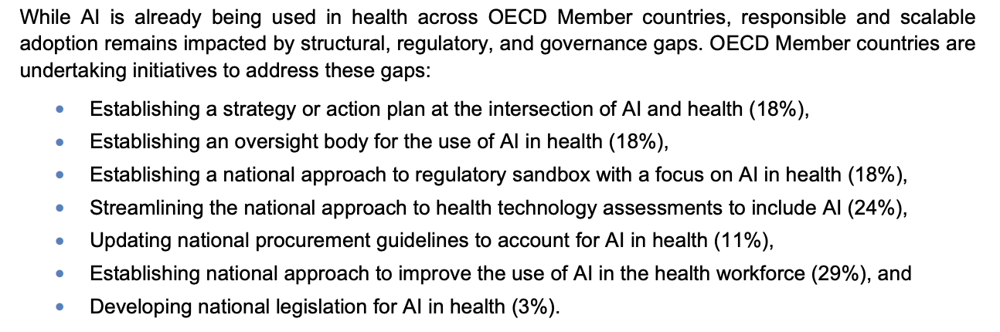 While AI is already being used in health across OECD Member countries, responsible and scalable
adoption remains impacted by structural, regulatory, and governance gaps. OECD Member countries are
undertaking initiatives to address these gaps:
• Establishing a strategy or action plan at the intersection of AI and health (18%),
• Establishing an oversight body for the use of AI in health (18%),
• Establishing a national approach to regulatory sandbox with a focus on AI in health (18%),
• Streamlining the national approach to health technology assessments to include AI (24%),
• Updating national procurement guidelines to account for AI in health (11%),
• Establishing national approach to improve the use of AI in the health workforce (29%), and
• Developing national legislation for AI in health (3%).